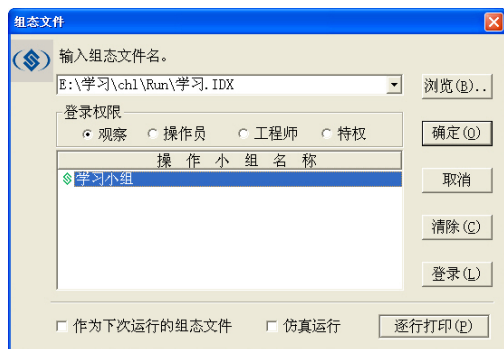 组态文件
输入组态文件名。
E:\学习\chl\Run\学习.IDX
浏览(B)..
登录权限
观察 操作员 工程师 特权
确定(O)
操作小组名称
学习小组
取消
清除(C)
登录(L)
作为下次运行的组态文件 仿真运行 逐行打印(P)